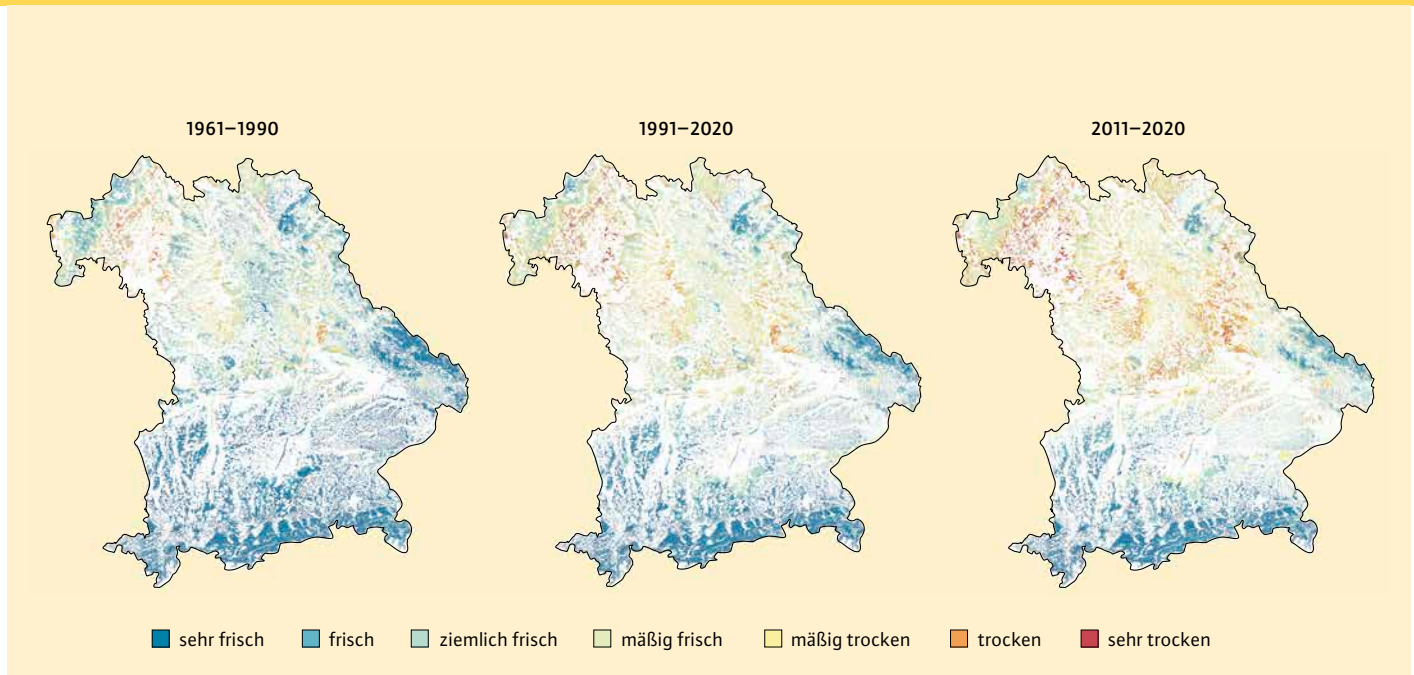 1961–1990
1991–2020
2011–2020
sehr frisch
frisch
ziemlich frisch
mäßig frisch
mäßig trocken
trocken
sehr trocken